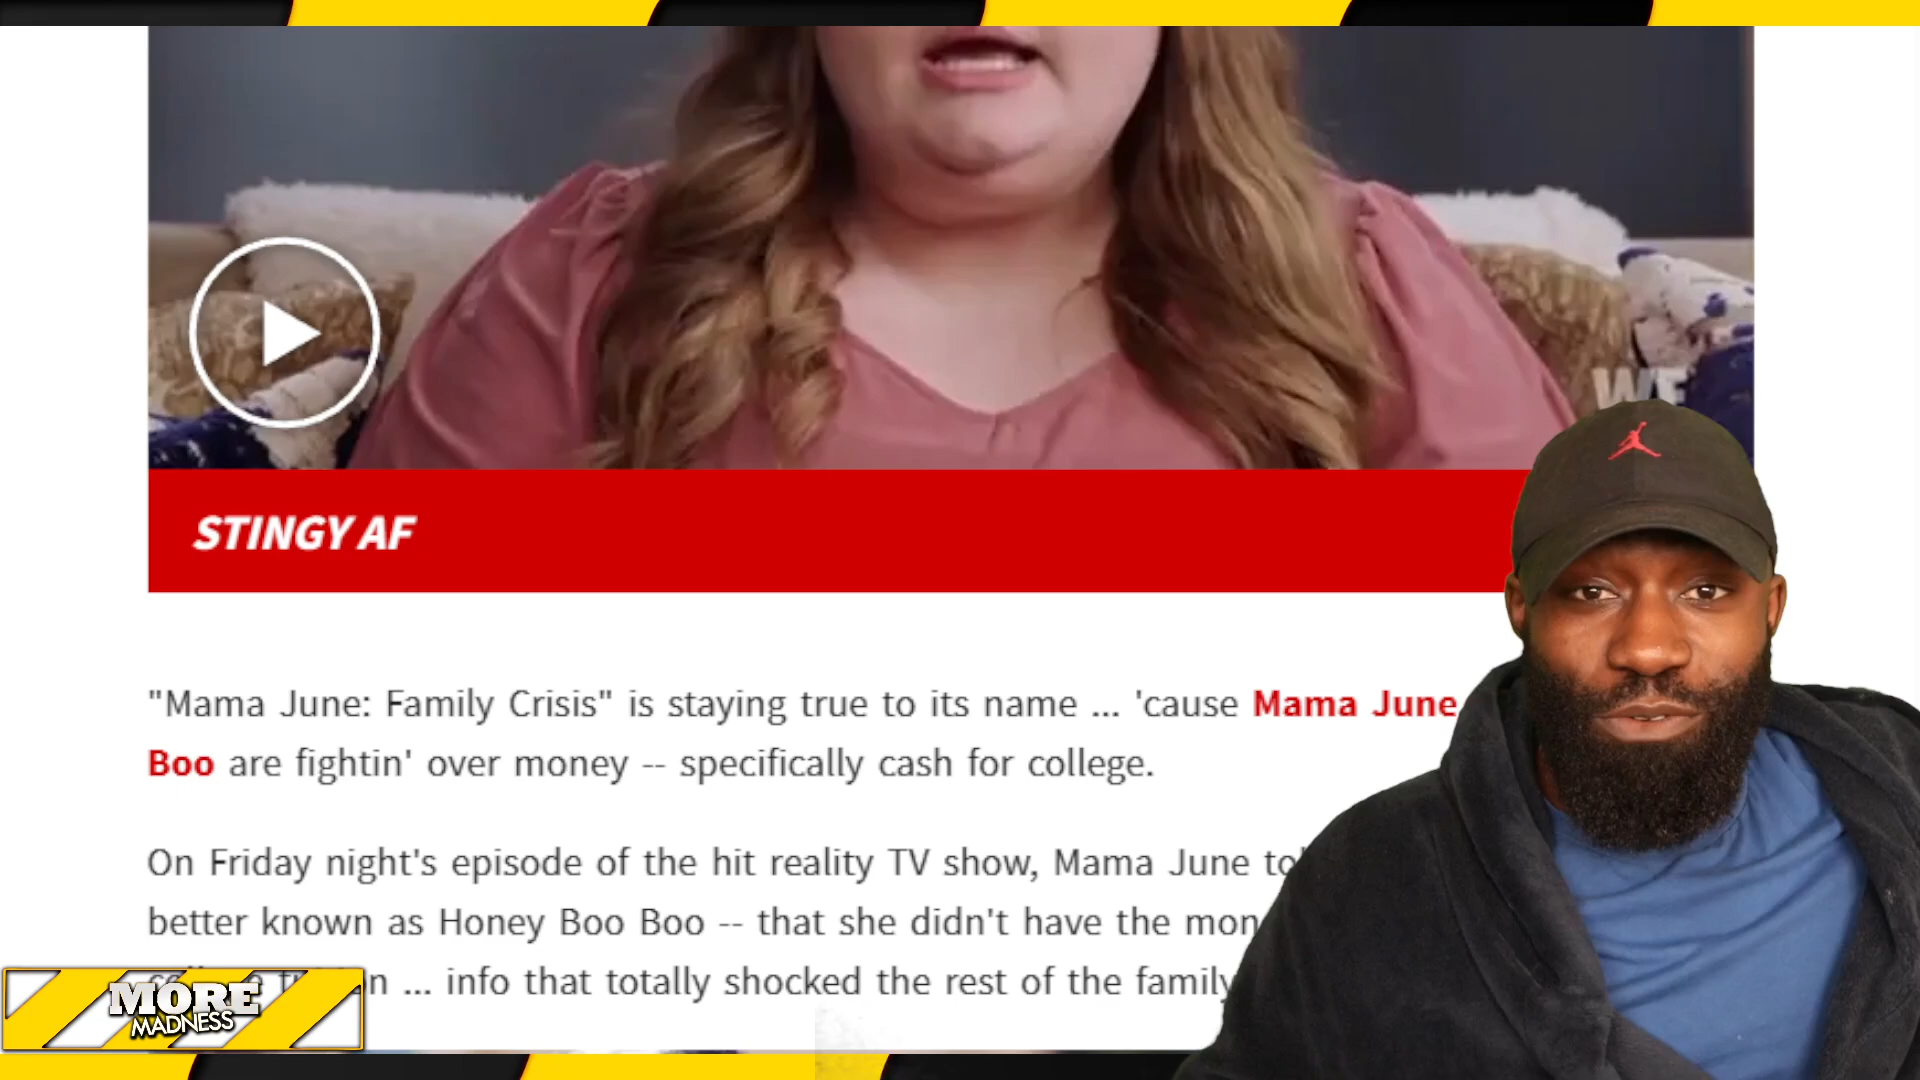 WE
STINGY AF
"Mama June: Family Crisis" is staying true to its name ... 'cause Mama June
Boo are fightin' over money -- specifically cash for college.
On Friday night's episode of the hit reality TV show, Mama June
better known as Honey Boo Boo -- that she didn't have the
... info that totally shocked the rest of the family
MORE
MADNESS